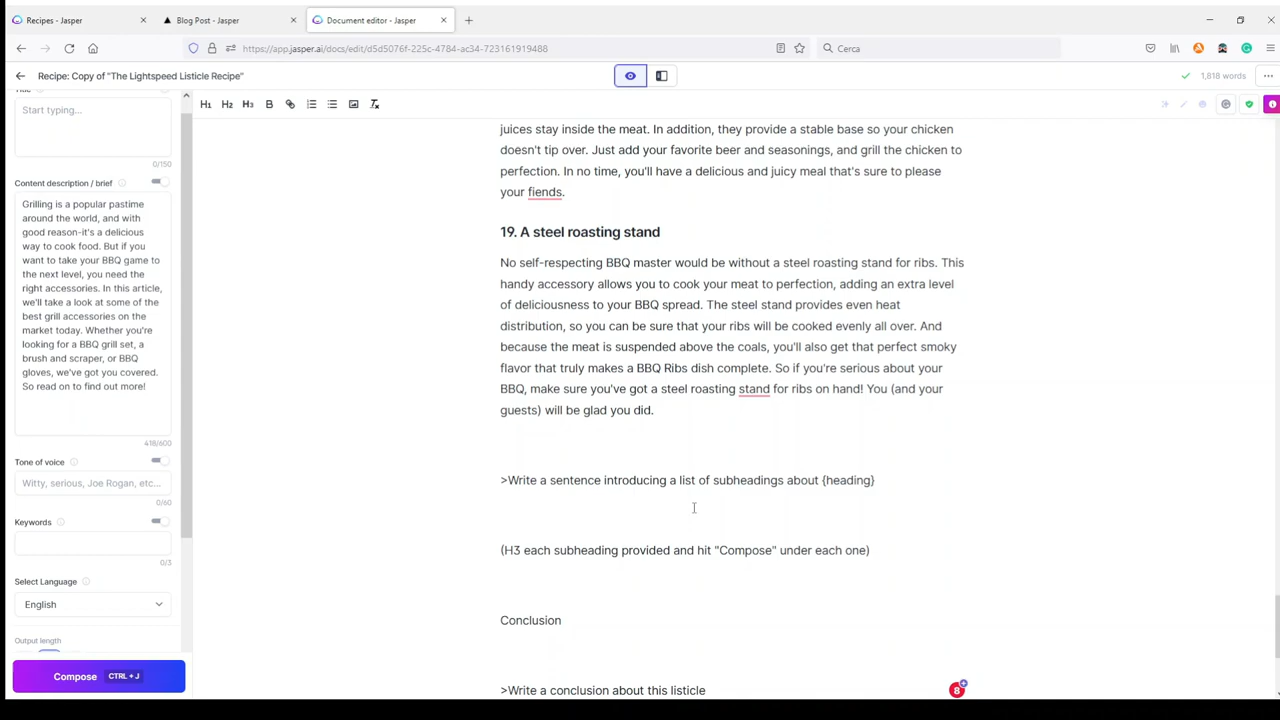 Recipes - Jasper
Blog Post - Jasper
Document editor - Jasper
https://app.jasper.ai/docs/edit/d5d5076f-225c-4784-ac34-723161919488
Cerca
Recipe: Copy of "The Lightspeed Listicle Recipe"
1,818 words
Title
Start typing...
0/150
Content description / brief
Grilling is a popular pastime
around the world, and with
good reason-it's a delicious
way to cook food. But if you
want to take your BBQ game to
the next level, you need the
right accessories. In this article,
we'll take a look at some of the
best grill accessories on the
market today. Whether you're
looking for a BBQ grill set, a
brush and scraper, or BBQ
gloves, we've got you covered.
So read on to find out more!
418/600
Tone of voice
Witty, serious, Joe Rogan, etc...
0/60
Keywords
0/3
Select Language
English
Output length
Compose CTRL + J
H1 H2 H3 B
juices stay inside the meat. In addition, they provide a stable base so your chicken
doesn't tip over. Just add your favorite beer and seasonings, and grill the chicken to
perfection. In no time, you'll have a delicious and juicy meal that's sure to please
your fiends.
19. A steel roasting stand
No self-respecting BBQ master would be without a steel roasting stand for ribs. This
handy accessory allows you to cook your meat to perfection, adding an extra level
of deliciousness to your BBQ spread. The steel stand provides even heat
distribution, so you can be sure that your ribs will be cooked evenly all over. And
because the meat is suspended above the coals, you'll also get that perfect smoky
flavor that truly makes a BBQ Ribs dish complete. So if you're serious about your
BBQ, make sure you've got a steel roasting stand for ribs on hand! You (and your
guests) will be glad you did.
>Write a sentence introducing a list of subheadings about {heading}
(H3 each subheading provided and hit "Compose" under each one)
Conclusion
>Write a conclusion about this listicle
8